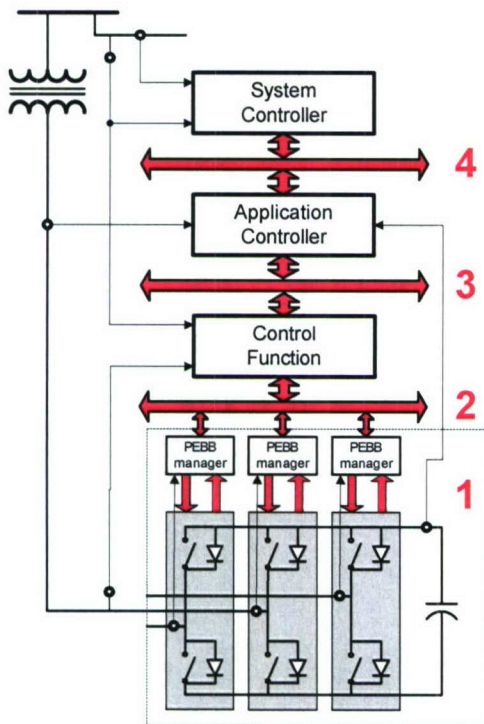 System
Controller
4
Application
Controller
3
Control
Function
2
PEBB
manager
PEBB
manager
PEBB
manager
1